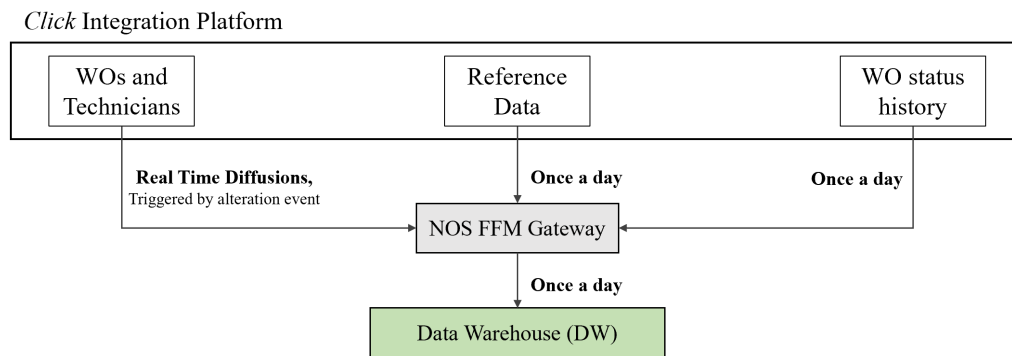 Click Integration Platform
WOs and
Technicians
Reference
Data
WO status
history
Real Time Diffusions,
Triggered by alteration event
Once a day
Once a day
NOS FFM Gateway
Once a day
Data Warehouse (DW)